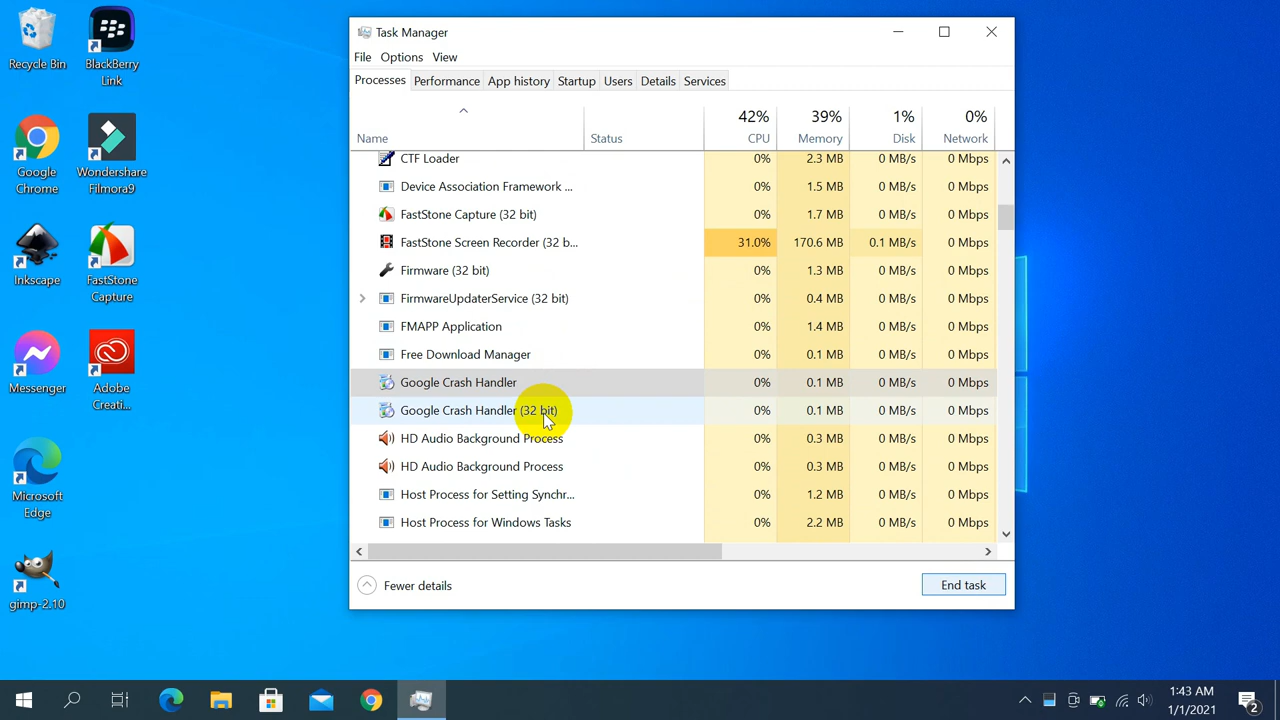 Recycle Bin
BlackBerry
Link
Google
Chrome
Wondershare
Filmora9
Inkscape
FastStone
Capture
Messenger
Adobe
Creati...
Microsoft
Edge
gimp-2.10
Task Manager
File Options View
Processes Performance App history Startup Users Details Services
42% 39% 1% 0%
Name Status CPU Memory Disk Network
CTF Loader 0% 2.3 MB 0 MB/s 0 Mbps
Device Association Framework ... 0% 1.5 MB 0 MB/s 0 Mbps
FastStone Capture (32 bit) 0% 1.7 MB 0 MB/s 0 Mbps
FastStone Screen Recorder (32 b... 31.0% 170.6 MB 0.1 MB/s 0 Mbps
Firmware (32 bit) 0% 1.3 MB 0 MB/s 0 Mbps
FirmwareUpdaterService (32 bit) 0% 0.4 MB 0 MB/s 0 Mbps
FMAPP Application 0% 1.4 MB 0 MB/s 0 Mbps
Free Download Manager 0% 0.1 MB 0 MB/s 0 Mbps
Google Crash Handler 0% 0.1 MB 0 MB/s 0 Mbps
Google Crash Handler (32 bit) 0% 0.1 MB 0 MB/s 0 Mbps
HD Audio Background Process 0% 0.3 MB 0 MB/s 0 Mbps
HD Audio Background Process 0% 0.3 MB 0 MB/s 0 Mbps
Host Process for Setting Synchr... 0% 1.2 MB 0 MB/s 0 Mbps
Host Process for Windows Tasks 0% 2.2 MB 0 MB/s 0 Mbps
Fewer details End task
1:43 AM
1/1/2021
2